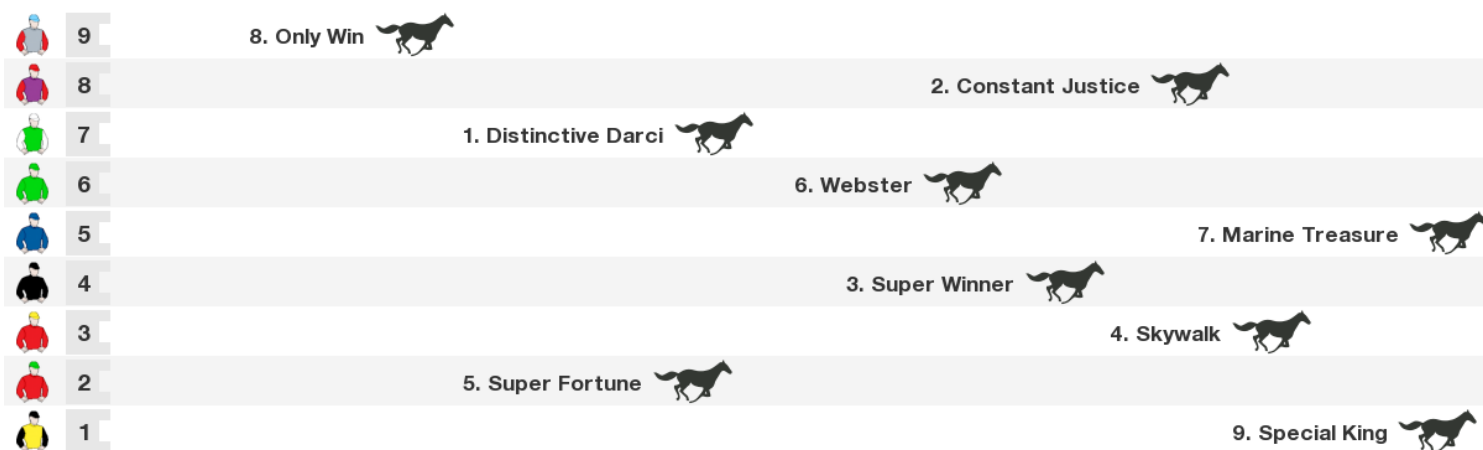 9 8. Only Win
8 2. Constant Justice
7 1. Distinctive Darci
6 6. Webster
5 7. Marine Treasure
4 3. Super Winner
3 4. Skywalk
2 5. Super Fortune
1 9. Special King